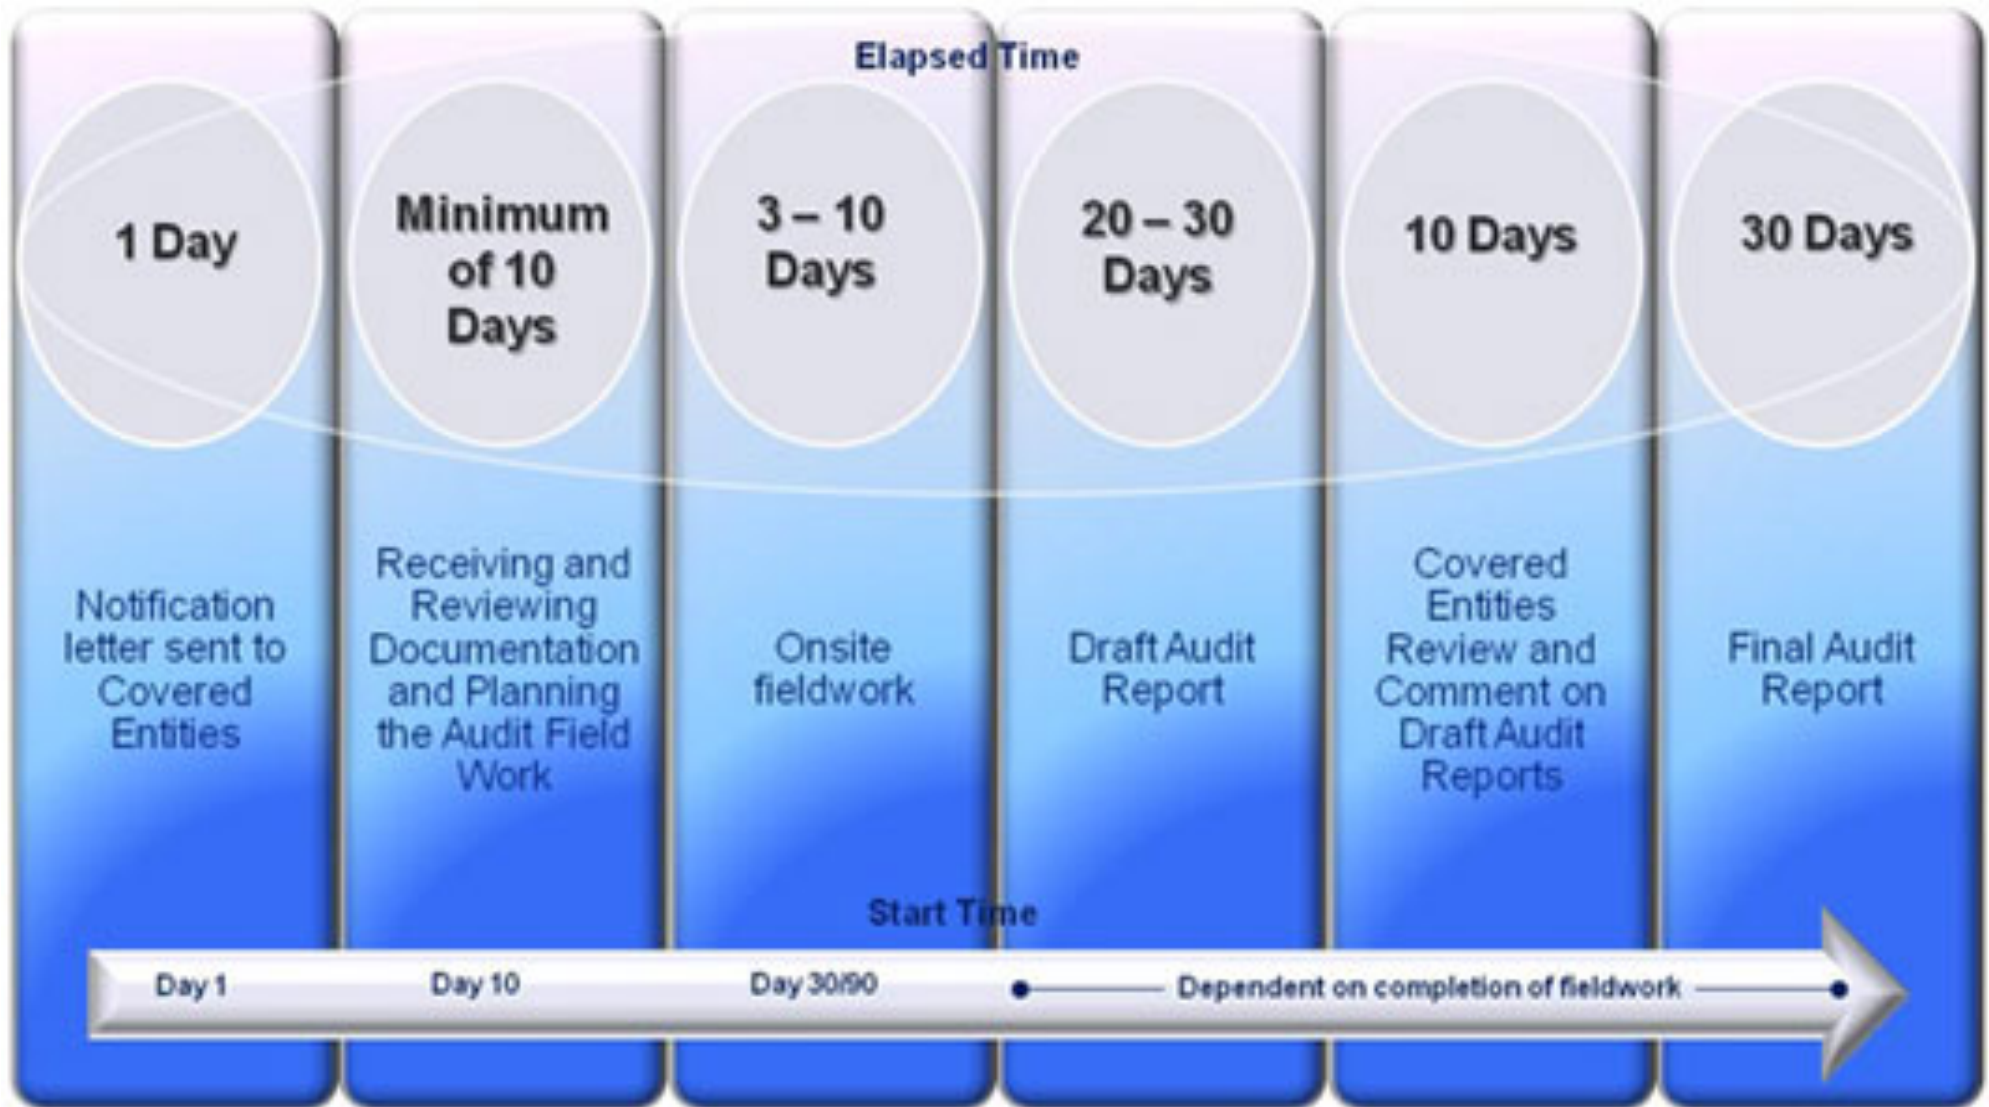 Elapsed Time
1 Day
Minimum
of 10
Days
3 – 10
Days
20 – 30
Days
10 Days
30 Days
Notification
letter sent to
Covered
Entities
Receiving and
Reviewing
Documentation
and Planning
the Audit Field
Work
Onsite
fieldwork
Draft Audit
Report
Covered
Entities
Review and
Comment on
Draft Audit
Reports
Final Audit
Report
Start Time
Day 1
Day 10
Day 30/90
Dependent on completion of fieldwork